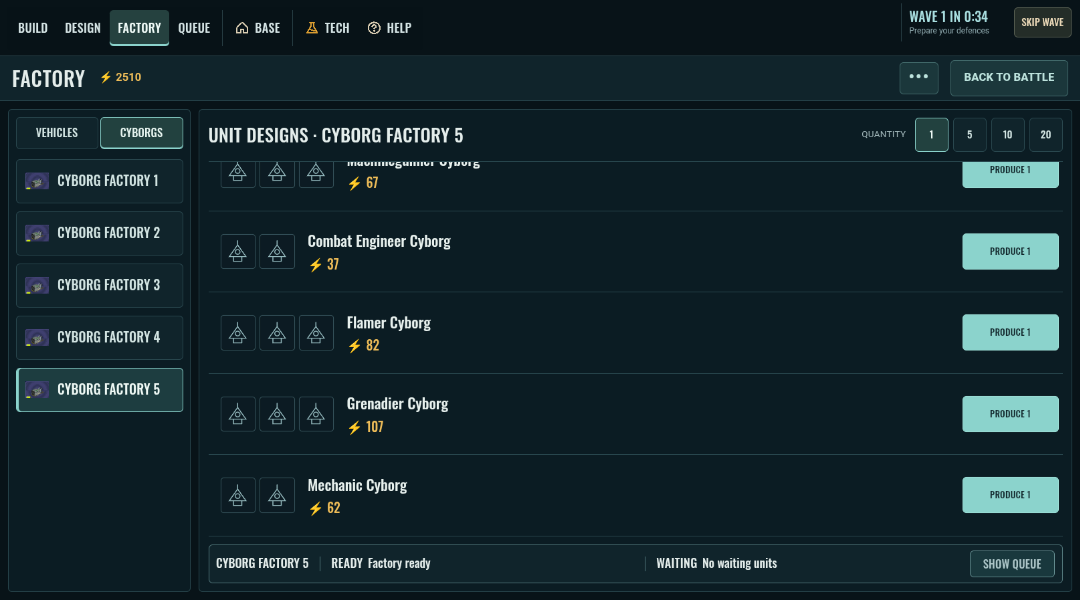 BUILD DESIGN FACTORY QUEUE BASE TECH HELP
WAVE 1 IN 0:34
Prepare your defences
SKIP WAVE
FACTORY
2510
BACK TO BATTLE
VEHICLES CYBORGS
CYBORG FACTORY 1
CYBORG FACTORY 2
CYBORG FACTORY 3
CYBORG FACTORY 4
CYBORG FACTORY 5
UNIT DESIGNS · CYBORG FACTORY 5
QUANTITY 1 5 10 20
Machinegunner Cyborg
67
PRODUCE 1
Combat Engineer Cyborg
37
PRODUCE 1
Flamer Cyborg
82
PRODUCE 1
Grenadier Cyborg
107
PRODUCE 1
Mechanic Cyborg
62
PRODUCE 1
CYBORG FACTORY 5 READY Factory ready WAITING No waiting units SHOW QUEUE